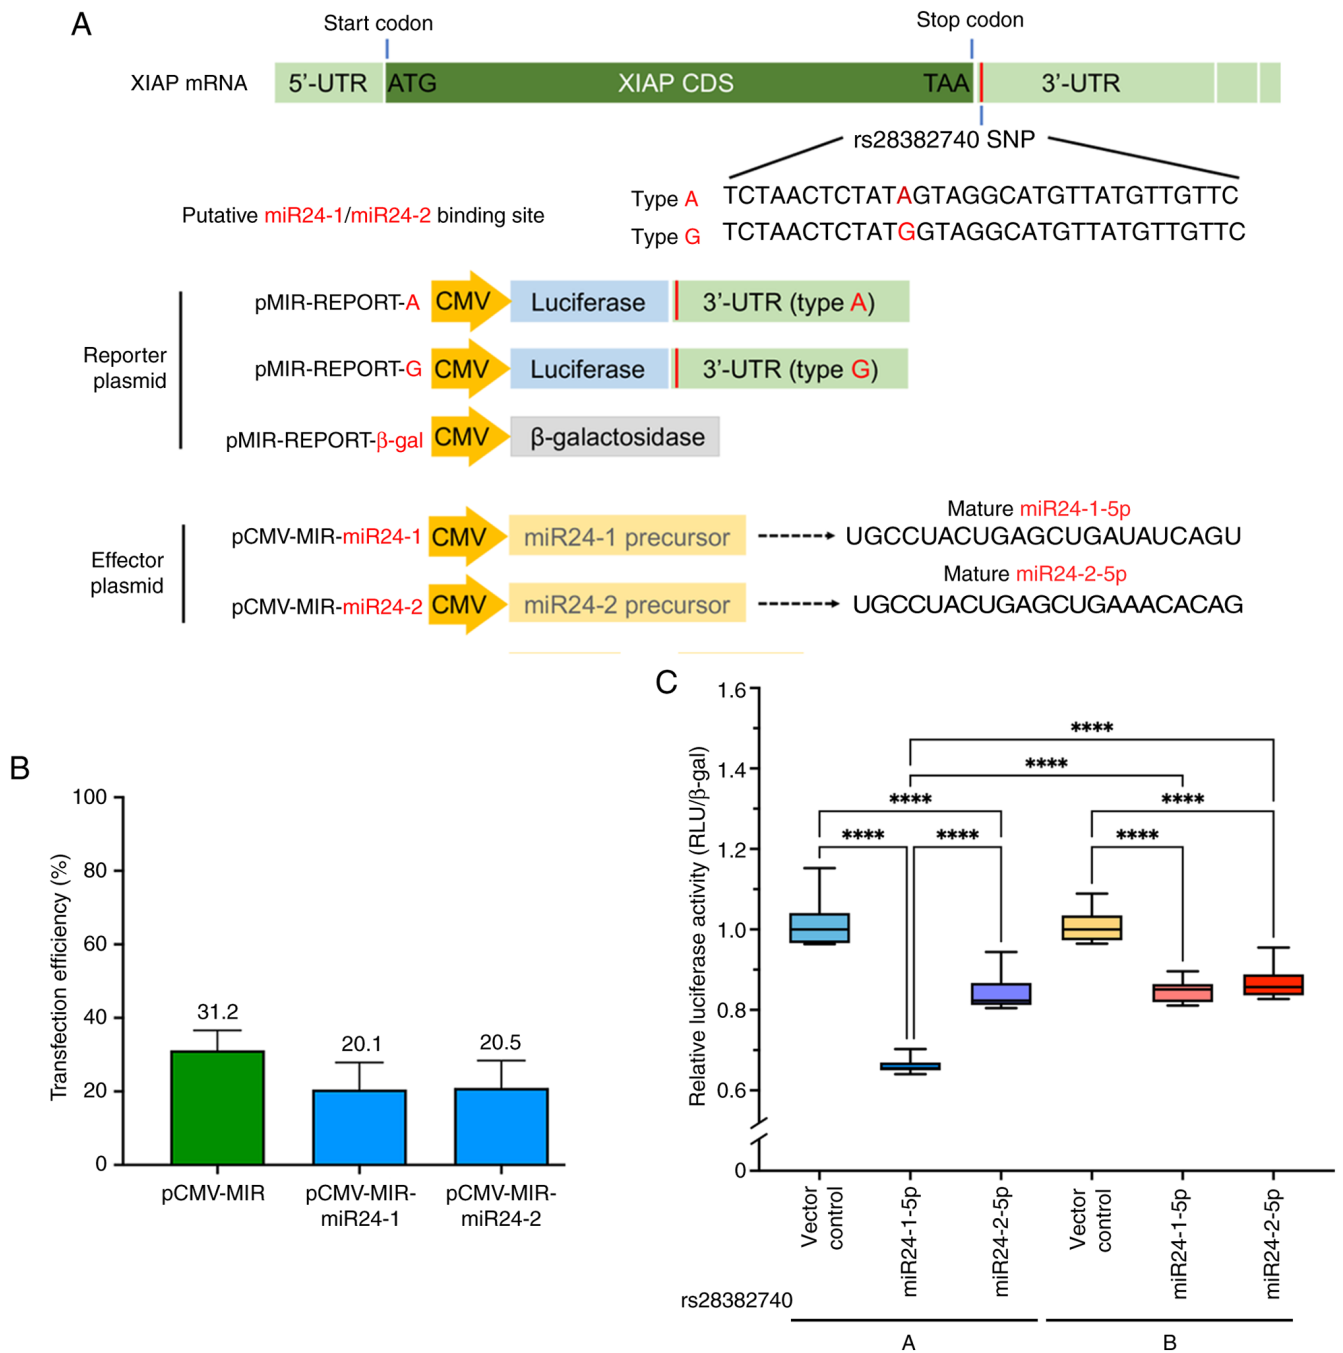 A
Start codon
Stop codon
XIAP mRNA
5’-UTR
ATG
XIAP CDS
TAA
3’-UTR
rs28382740 SNP
Type A TCTAACTCTATAGTAGGCATGTTATGTTGTTC
Putative miR24-1/miR24-2 binding site
Type G TCTAACTCTATGGTAGGCATGTTATGTTGTTC
pMIR-REPORT-A CMV Luciferase 3’-UTR (type A)
Reporter
plasmid
pMIR-REPORT-G CMV Luciferase 3’-UTR (type G)
pMIR-REPORT-β-gal CMV β-galactosidase
Mature miR24-1-5p
pCMV-MIR-miR24-1 CMV miR24-1 precursor UGCCUACUGAGCUGAUAUCAGU
Effector
plasmid
Mature miR24-2-5p
pCMV-MIR-miR24-2 CMV miR24-2 precursor UGCCUACUGAGCUGAAACACAG
B
Transfection efficiency (%)
100
80
60
40
20
0
31.2
20.1
20.5
pCMV-MIR
pCMV-MIR-
miR24-1
pCMV-MIR-
miR24-2
C
Relative luciferase activity (RLU/β-gal)
1.6
1.4
1.2
1.0
0.8
0.6
0
****
****
****
****
****
****
****
Vector
control
miR24-1-5p
miR24-2-5p
Vector
control
miR24-1-5p
miR24-2-5p
rs28382740
A
B